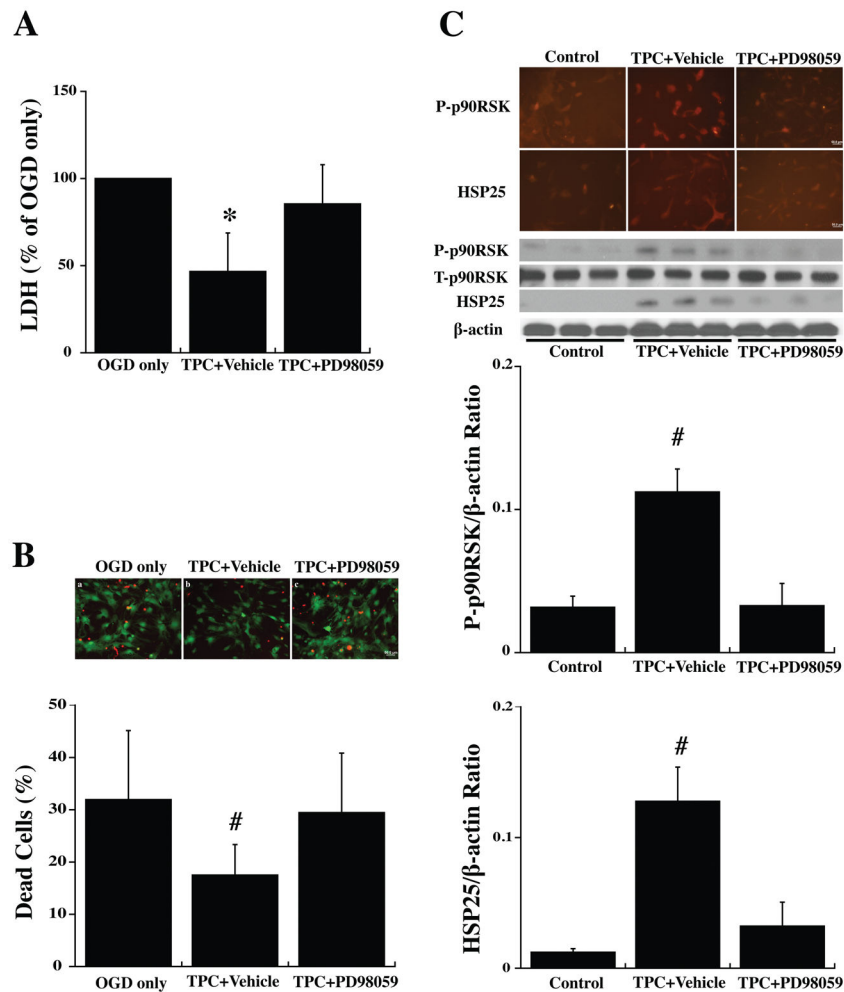 A
150
100
50
0
LDH (% of OGD only)
*
OGD only TPC+Vehicle TPC+PD98059
B
OGD only TPC+Vehicle TPC+PD98059
a b c
50
40
30
20
10
0
Dead Cells (%)
#
OGD only TPC+Vehicle TPC+PD98059
C
Control TPC+Vehicle TPC+PD98059
P-p90RSK
HSP25
P-p90RSK
T-p90RSK
HSP25
β-actin
Control TPC+Vehicle TPC+PD98059
0.2
0.1
0
P-p90RSK/β-actin Ratio
#
Control TPC+Vehicle TPC+PD98059
0.2
0.1
0
HSP25/β-actin Ratio
#
Control TPC+Vehicle TPC+PD98059